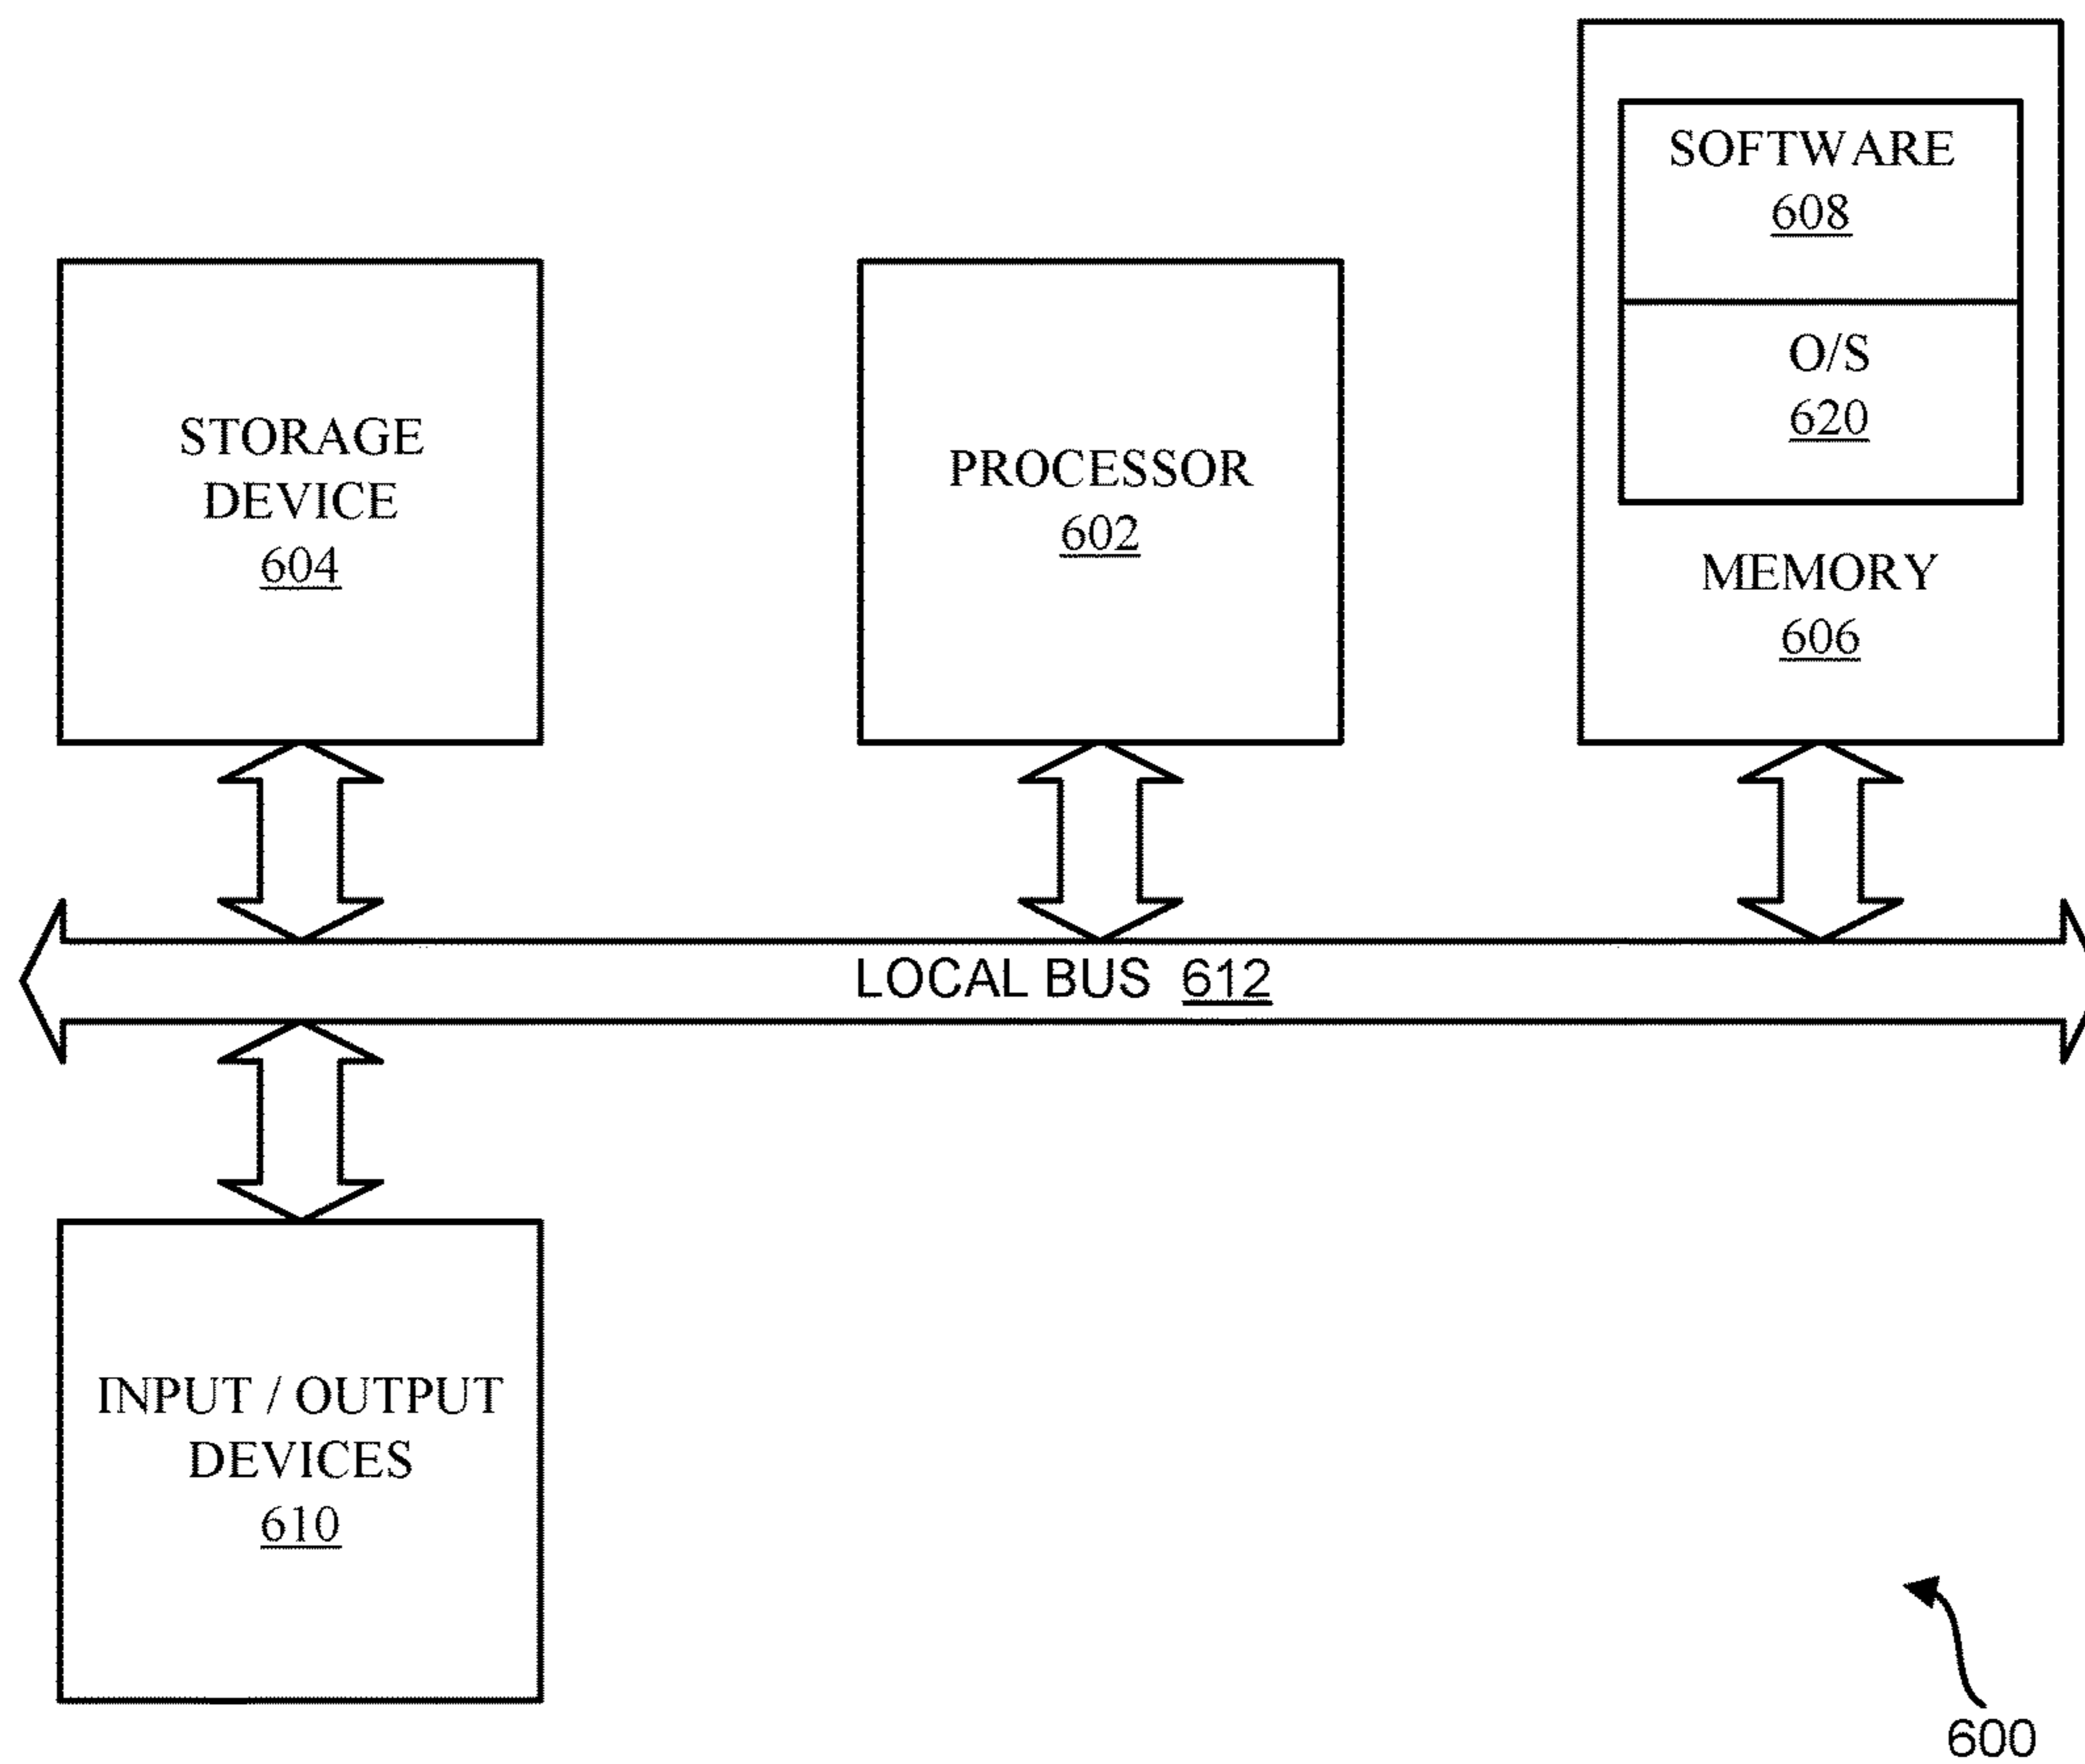 SOFTWARE
608
O/S
620
MEMORY
606
STORAGE
DEVICE
604
PROCESSOR
602
LOCAL BUS 612
INPUT / OUTPUT
DEVICES
610
600